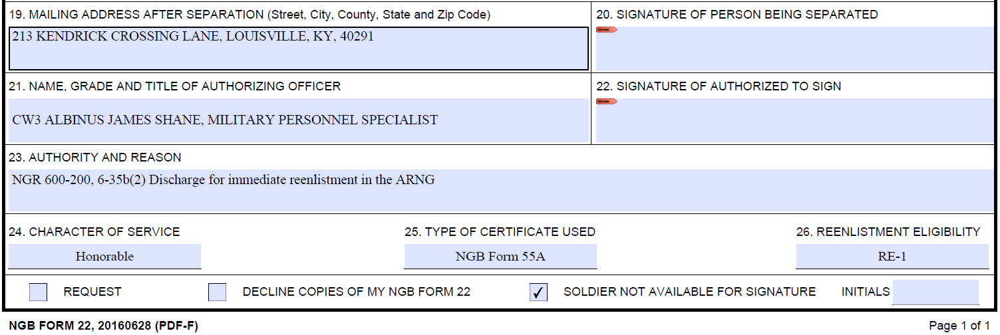 19. MAILING ADDRESS AFTER SEPARATION (Street, City, County, State and Zip Code)
213 KENDRICK CROSSING LANE, LOUISVILLE, KY, 40291
20. SIGNATURE OF PERSON BEING SEPARATED
21. NAME, GRADE AND TITLE OF AUTHORIZING OFFICER
CW3 ALBINUS JAMES SHANE, MILITARY PERSONNEL SPECIALIST
22. SIGNATURE OF AUTHORIZED TO SIGN
23. AUTHORITY AND REASON
NGR 600-200, 6-35b(2) Discharge for immediate reenlistment in the ARNG
24. CHARACTER OF SERVICE
Honorable
25. TYPE OF CERTIFICATE USED
NGB Form 55A
26. REENLISTMENT ELIGIBILITY
RE-1
REQUEST DECLINE COPIES OF MY NGB FORM 22 SOLDIER NOT AVAILABLE FOR SIGNATURE INITIALS
NGB FORM 22, 20160628 (PDF-F) Page 1 of 1